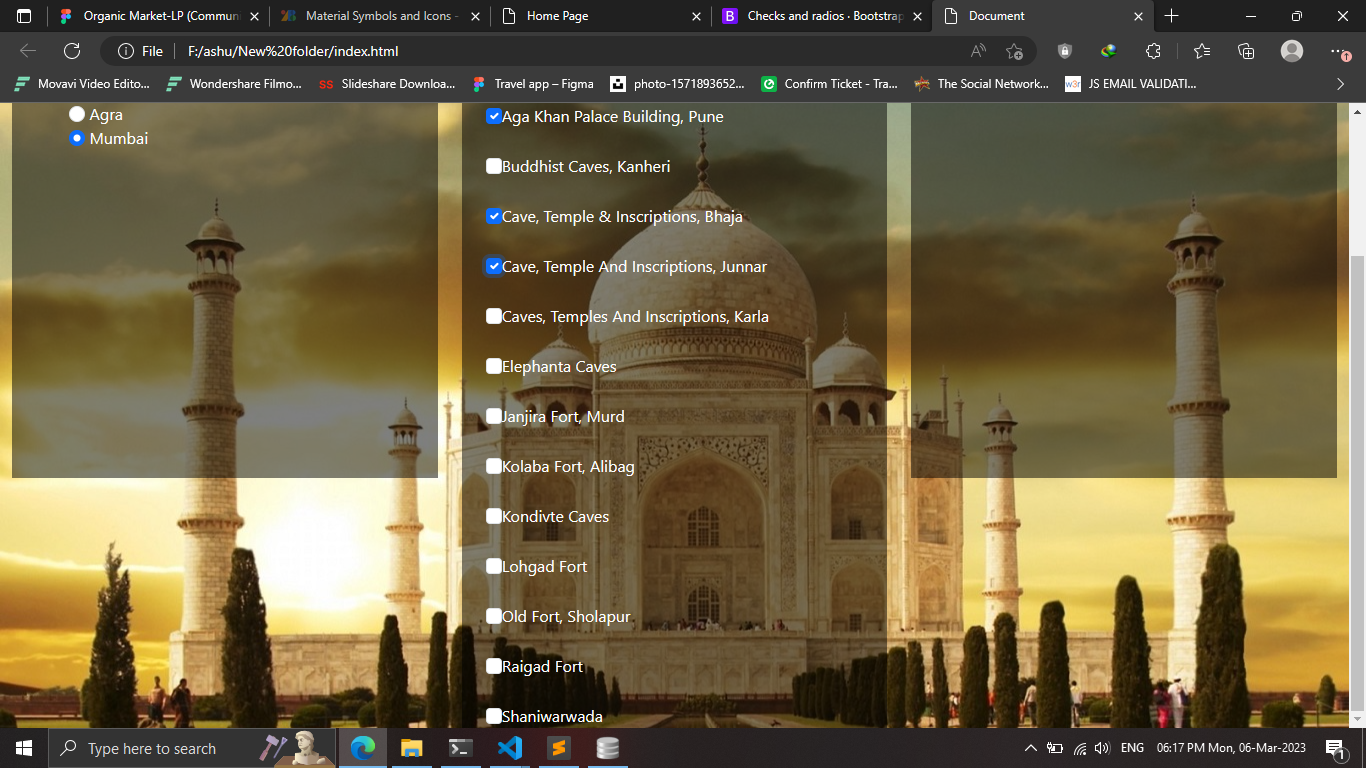 Organic Market-LP (Communi
Material Symbols and Icons -
Home Page
Checks and radios · Bootstrap
Document
File
F:/ashu/New%20folder/index.html
Movavi Video Edito...
Wondershare Filmo...
SS Slideshare Downloa...
Travel app – Figma
photo-1571893652...
Confirm Ticket - Tra...
The Social Network...
w3r JS EMAIL VALIDATI...
Agra
Mumbai
Aga Khan Palace Building, Pune
Buddhist Caves, Kanheri
Cave, Temple & Inscriptions, Bhaja
Cave, Temple And Inscriptions, Junnar
Caves, Temples And Inscriptions, Karla
Elephanta Caves
Janjira Fort, Murd
Kolaba Fort, Alibag
Kondivte Caves
Lohgad Fort
Old Fort, Sholapur
Raigad Fort
Shaniwarwada
Type here to search
ENG
06:17 PM Mon, 06-Mar-2023
1